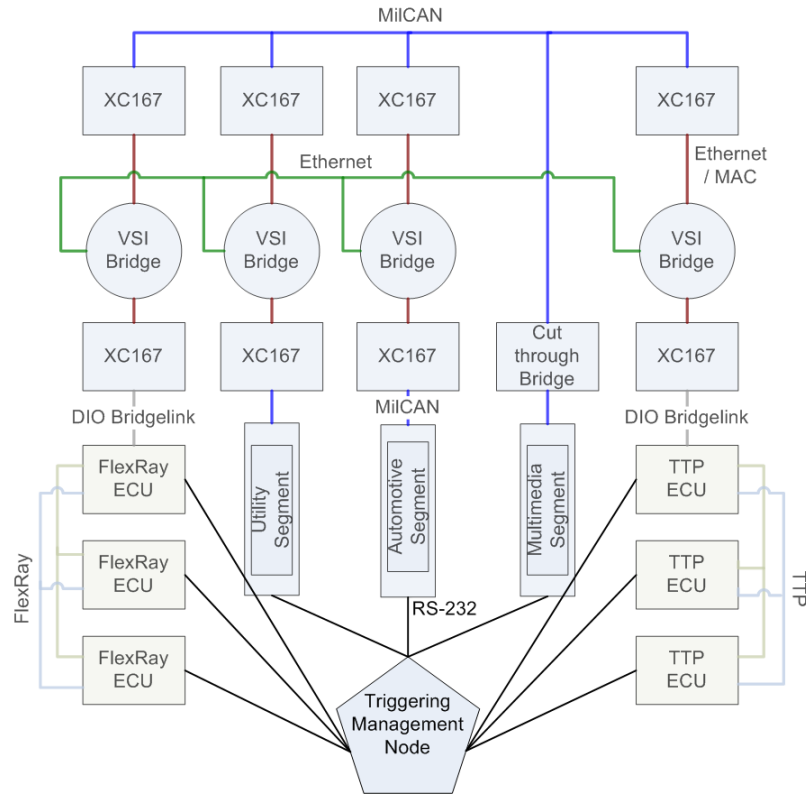 MilCAN
XC167
XC167
XC167
XC167
Ethernet
Ethernet
/ MAC
VSI
Bridge
VSI
Bridge
VSI
Bridge
VSI
Bridge
XC167
XC167
XC167
Cut
through
Bridge
XC167
DIO Bridgelink
MilCAN
DIO Bridgelink
FlexRay
ECU
Utility
Segment
Automotive
Segment
Multimedia
Segment
TTP
ECU
FlexRay
FlexRay
ECU
TTP
ECU
TTP
RS-232
FlexRay
ECU
TTP
ECU
Triggering
Management
Node